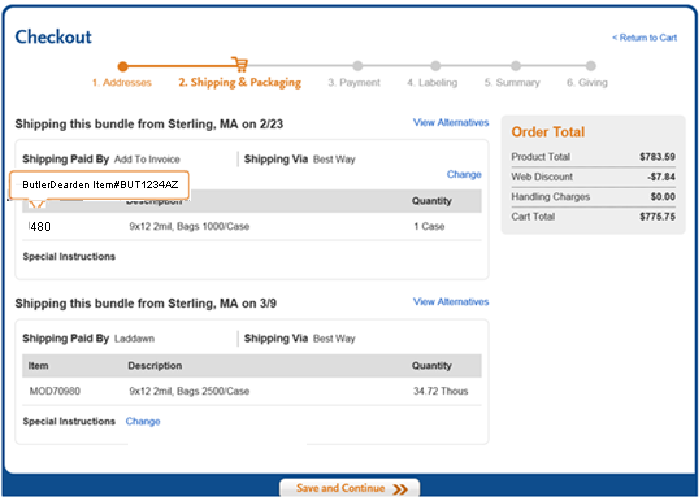 Checkout
< Return to Cart
1. Addresses 2. Shipping & Packaging 3. Payment 4. Labeling 5. Summary 6. Giving
Shipping this bundle from Sterling, MA on 2/23 View Alternatives
Shipping Paid By Add To Invoice Shipping Via Best Way
Change
ButlerDearden Item#BUT1234AZ
Description Quantity
480 9x12 2mil, Bags 1000/Case 1 Case
Special Instructions
Shipping this bundle from Sterling, MA on 3/9 View Alternatives
Shipping Paid By Laddawn Shipping Via Best Way
Item Description Quantity
MOD70980 9x12 2mil, Bags 2500/Case 34.72 Thous
Special Instructions Change
Order Total
Product Total $783.59
Web Discount -$7.84
Handling Charges $0.00
Cart Total $775.75
Save and Continue